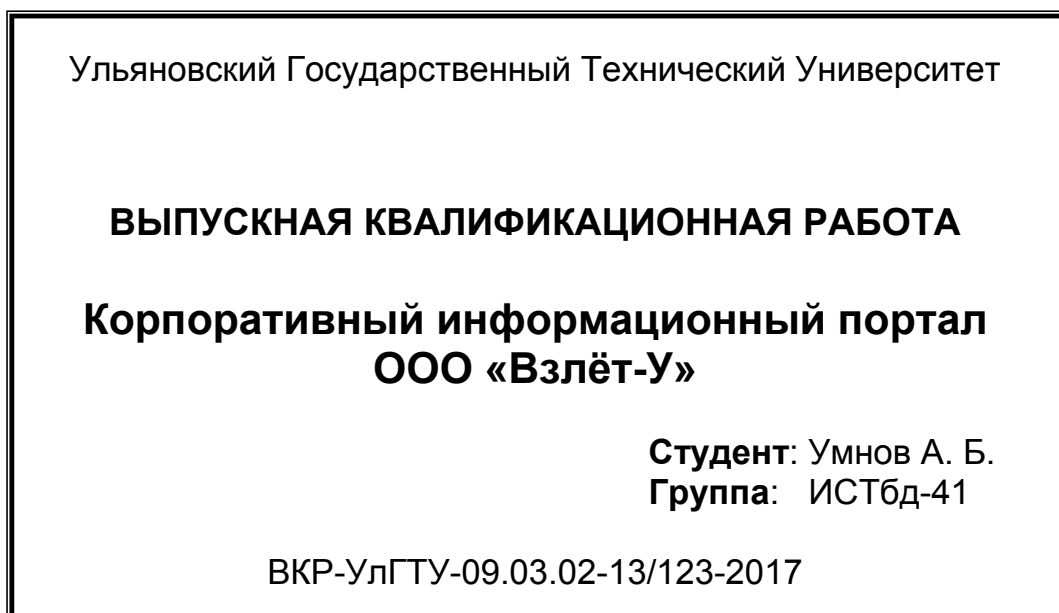 Ульяновский Государственный Технический Университет
ВЫПУСКНАЯ КВАЛИФИКАЦИОННАЯ РАБОТА
Корпоративный информационный портал
ООО «Взлёт-У»
Студент: Умнов А. Б.
Группа: ИСТбд-41
ВКР-УлГТУ-09.03.02-13/123-2017